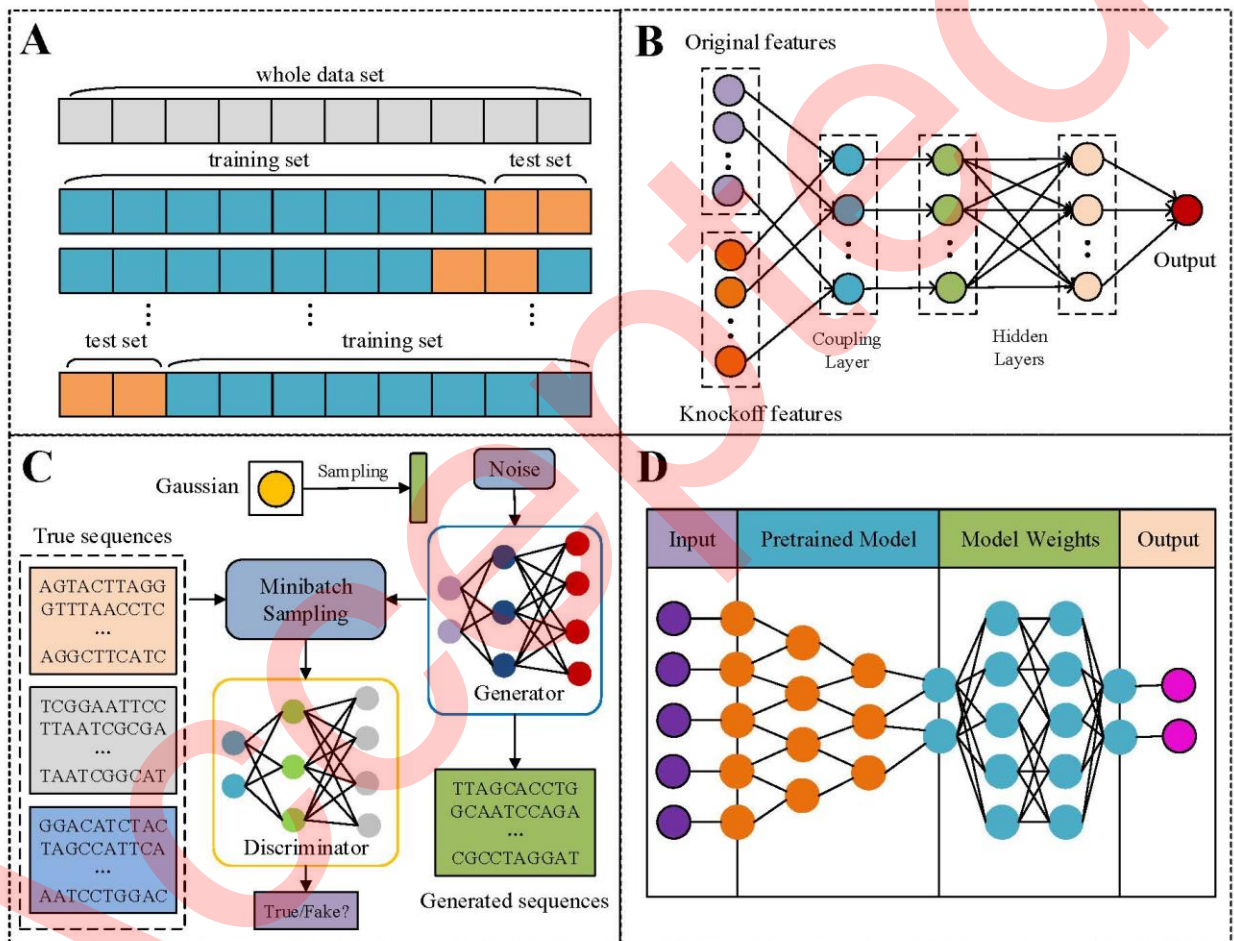 A
whole data set
training set
test set
test set
training set
B
Original features
Coupling
Layer
Hidden
Layers
Output
Knockoff features
C
Gaussian
Sampling
Noise
True sequences
AGTACTTAGG
GTTTAACCTC
...
AGGCTTCATC
TCGGAATTCC
TTAATCGCGA
...
TAATCGGCAT
GGACATCTAC
TAGCCATTCA
...
AATCCTGGAC
Minibatch
Sampling
Generator
Discriminator
True/Fake?
TTAGCACCTG
GCAATCCAGA
...
CGCCTAGGAT
Generated sequences
D
Input
Pretrained Model
Model Weights
Output
Accepted